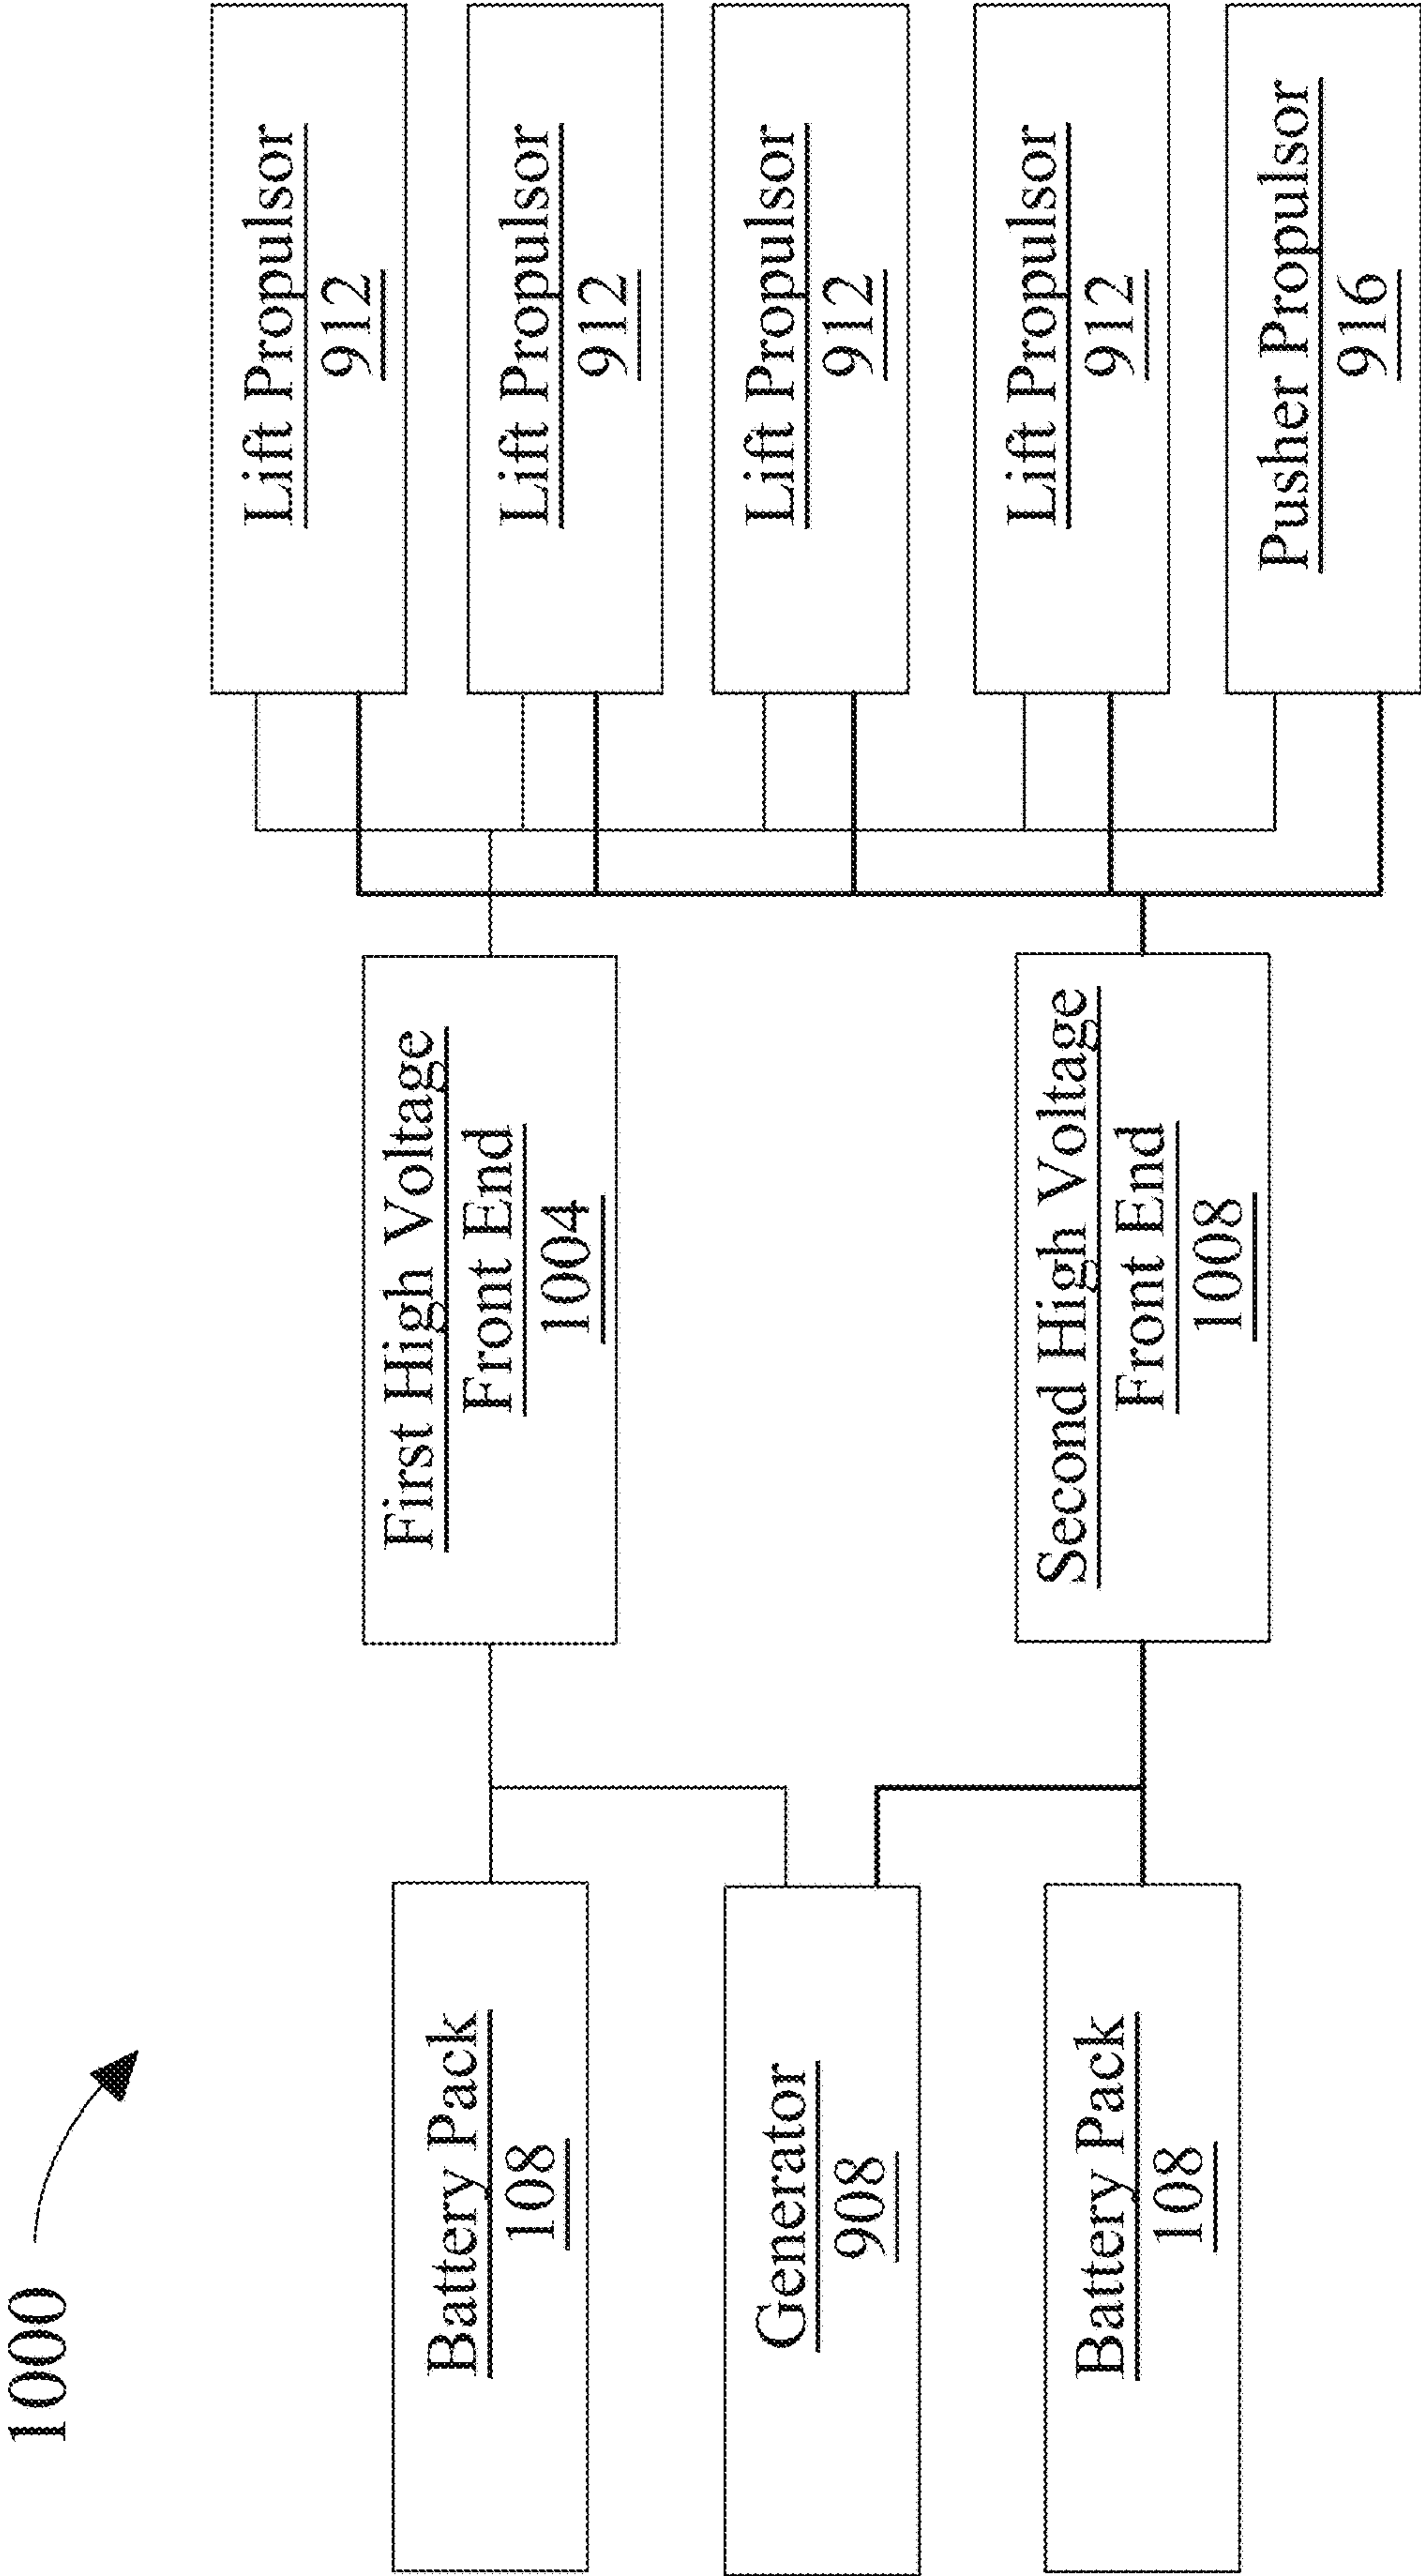 1000
Battery Pack
108
Generator
908
Battery Pack
108
First High Voltage
Front End
1004
Second High Voltage
Front End
1008
Lift Propulsor
912
Lift Propulsor
912
Lift Propulsor
912
Lift Propulsor
912
Pusher Propulsor
916